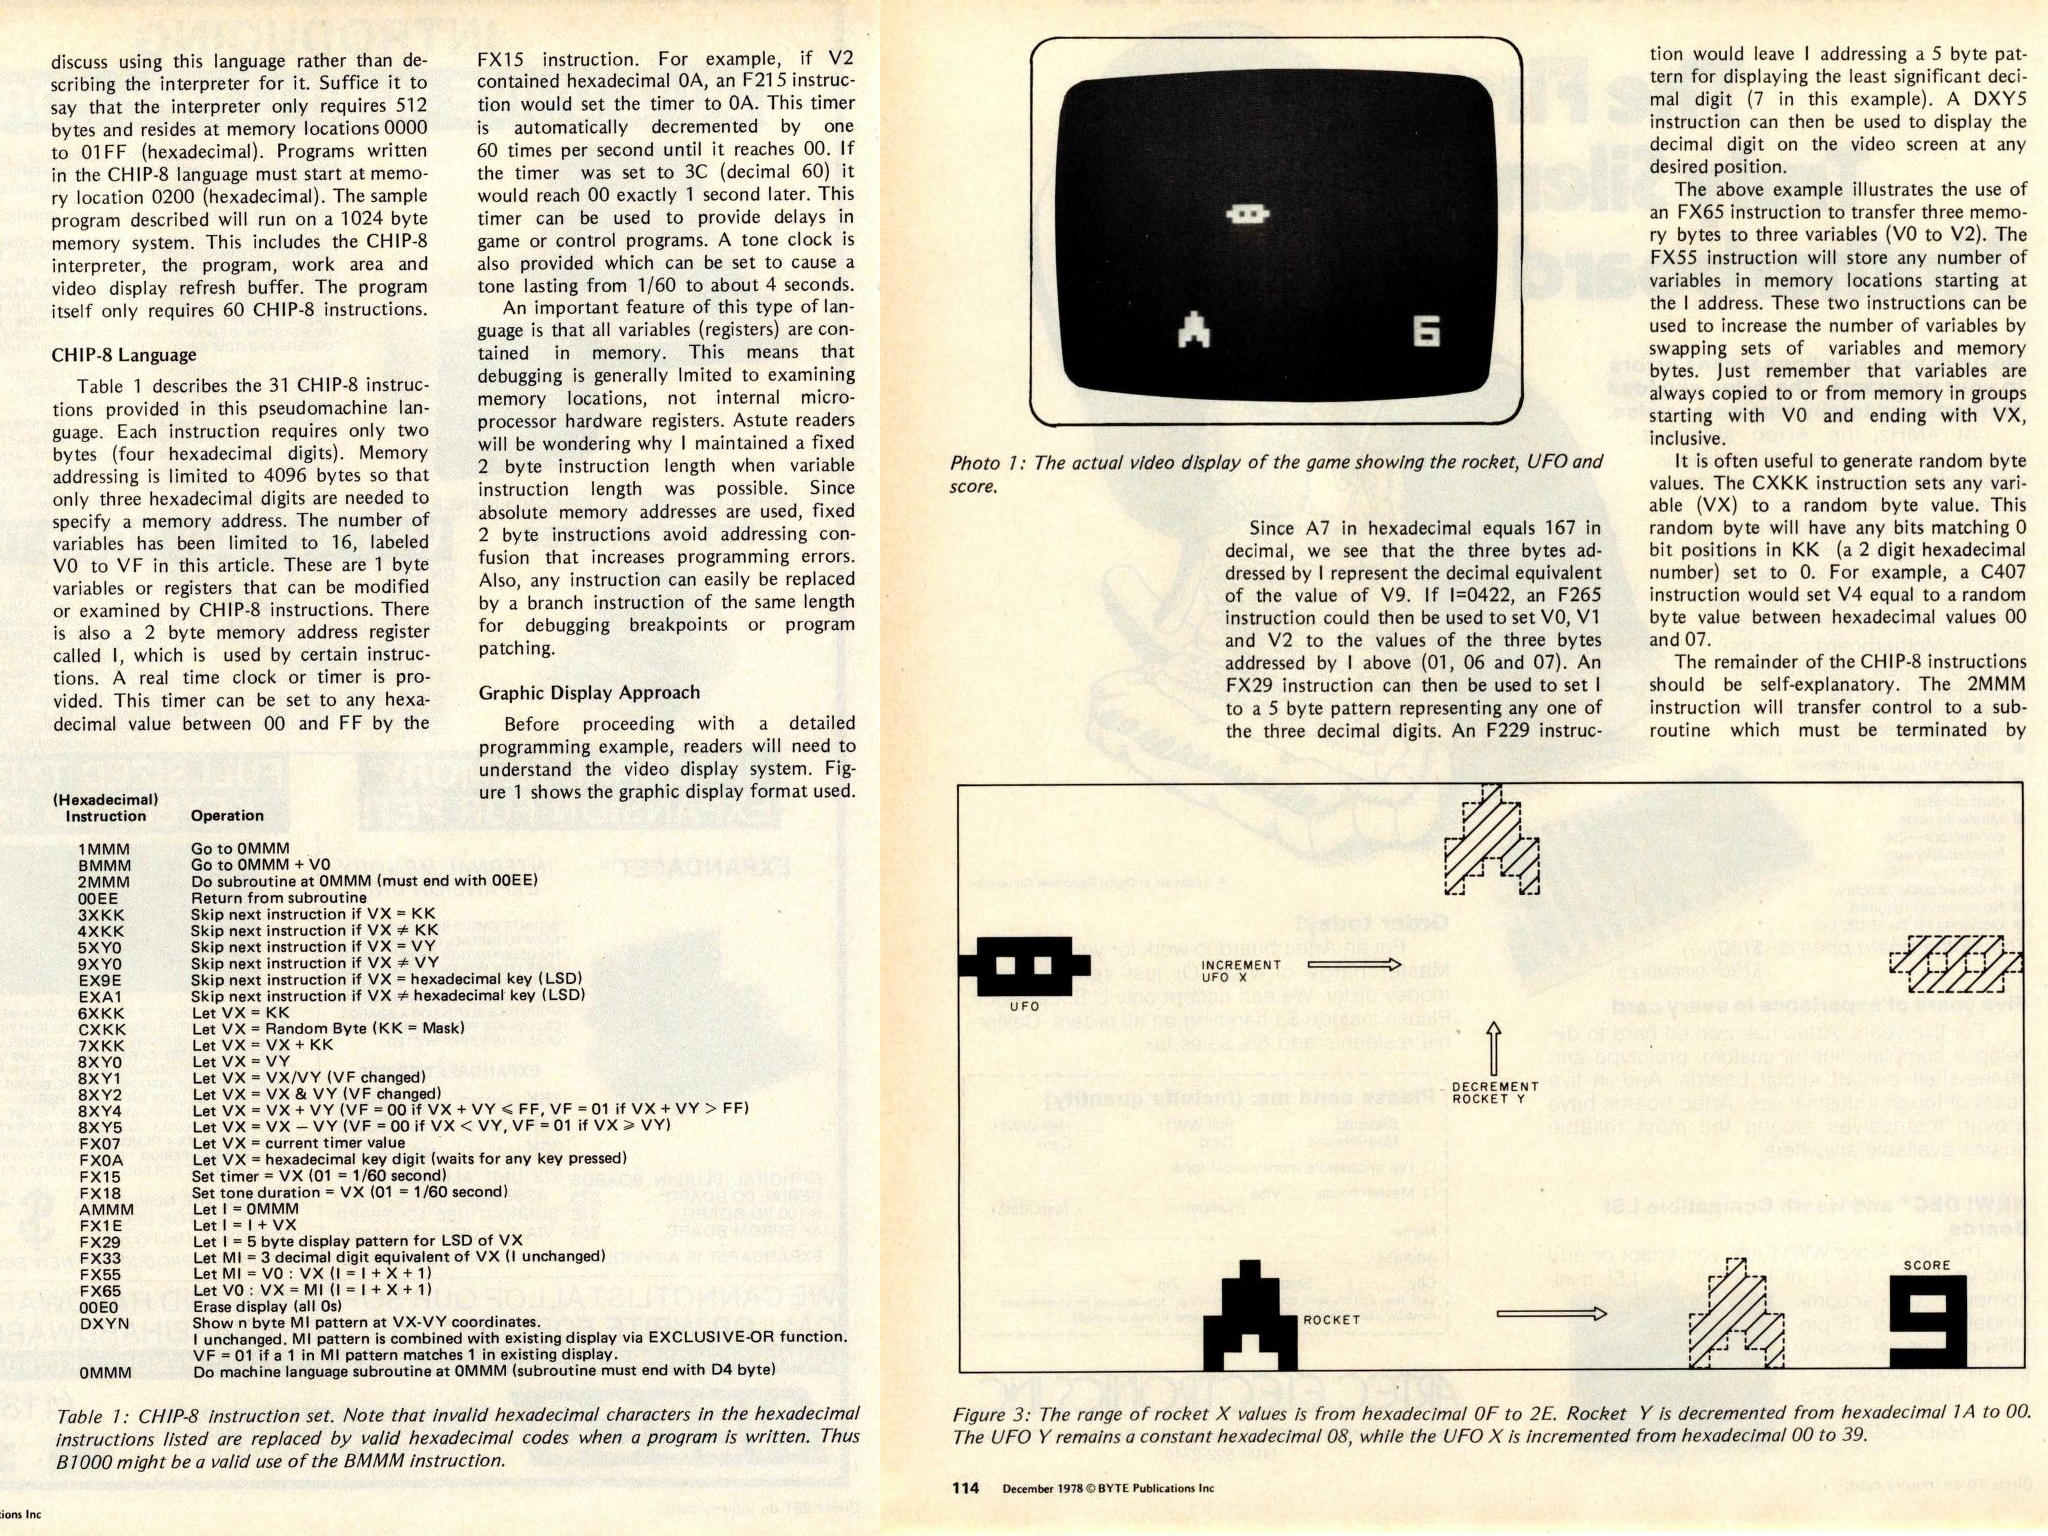 discuss using this language rather than de-
scribing the interpreter for it. Suffice it to
say that the interpreter only requires 512
bytes and resides at memory locations 0000
to 01FF (hexadecimal). Programs written
in the CHIP-8 language must start at memo-
ry location 0200 (hexadecimal). The sample
program described will run on a 1024 byte
memory system. This includes the CHIP-8
interpreter, the program, work area and
video display refresh buffer. The program
itself only requires 60 CHIP-8 instructions.
CHIP-8 Language
Table 1 describes the 31 CHIP-8 instruc-
tions provided in this pseudomachine lan-
guage. Each instruction requires only two
bytes (four hexadecimal digits). Memory
addressing is limited to 4096 bytes so that
only three hexadecimal digits are needed to
specify a memory address. The number of
variables has been limited to 16, labeled
V0 to VF in this article. These are 1 byte
variables or registers that can be modified
or examined by CHIP-8 instructions. There
is also a 2 byte memory address register
called I, which is used by certain instruc-
tions. A real time clock or timer is pro-
vided. This timer can be set to any hexa-
decimal value between 00 and FF by the
FX15 instruction. For example, if V2
contained hexadecimal 0A, an F215 instruc-
tion would set the timer to 0A. This timer
is automatically decremented by one
60 times per second until it reaches 00. If
the timer was set to 3C (decimal 60) it
would reach 00 exactly 1 second later. This
timer can be used to provide delays in
game or control programs. A tone clock is
also provided which can be set to cause a
tone lasting from 1/60 to about 4 seconds.
An important feature of this type of lan-
guage is that all variables (registers) are con-
tained in memory. This means that
debugging is generally lmited to examining
memory locations, not internal micro-
processor hardware registers. Astute readers
will be wondering why I maintained a fixed
2 byte instruction length when variable
instruction length was possible. Since
absolute memory addresses are used, fixed
2 byte instructions avoid addressing con-
fusion that increases programming errors.
Also, any instruction can easily be replaced
by a branch instruction of the same length
for debugging breakpoints or program
patching.
Graphic Display Approach
Before proceeding with a detailed
programming example, readers will need to
understand the video display system. Fig-
ure 1 shows the graphic display format used.
(Hexadecimal)
Instruction Operation
1MMM Go to 0MMM
BMMM Go to 0MMM + V0
2MMM Do subroutine at 0MMM (must end with 00EE)
00EE Return from subroutine
3XKK Skip next instruction if VX = KK
4XKK Skip next instruction if VX ≠ KK
5XY0 Skip next instruction if VX = VY
9XY0 Skip next instruction if VX ≠ VY
EX9E Skip next instruction if VX = hexadecimal key (LSD)
EXA1 Skip next instruction if VX ≠ hexadecimal key (LSD)
6XKK Let VX = KK
CXKK Let VX = Random Byte (KK = Mask)
7XKK Let VX = VX + KK
8XY0 Let VX = VY
8XY1 Let VX = VX/VY (VF changed)
8XY2 Let VX = VX & VY (VF changed)
8XY4 Let VX = VX + VY (VF = 00 if VX + VY ⩽ FF, VF = 01 if VX + VY > FF)
8XY5 Let VX = VX − VY (VF = 00 if VX < VY, VF = 01 if VX ⩾ VY)
FX07 Let VX = current timer value
FX0A Let VX = hexadecimal key digit (waits for any key pressed)
FX15 Set timer = VX (01 = 1/60 second)
FX18 Set tone duration = VX (01 = 1/60 second)
AMMM Let I = 0MMM
FX1E Let I = I + VX
FX29 Let I = 5 byte display pattern for LSD of VX
FX33 Let MI = 3 decimal digit equivalent of VX (I unchanged)
FX55 Let MI = V0 : VX (I = I + X + 1)
FX65 Let V0 : VX = MI (I = I + X + 1)
00E0 Erase display (all 0s)
DXYN Show n byte MI pattern at VX-VY coordinates.
I unchanged. MI pattern is combined with existing display via EXCLUSIVE-OR function.
VF = 01 if a 1 in MI pattern matches 1 in existing display.
0MMM Do machine language subroutine at 0MMM (subroutine must end with D4 byte)
Table 1: CHIP-8 instruction set. Note that invalid hexadecimal characters in the hexadecimal
instructions listed are replaced by valid hexadecimal codes when a program is written. Thus
B1000 might be a valid use of the BMMM instruction.
tions Inc
6
Photo 1: The actual video display of the game showing the rocket, UFO and
score.
Since A7 in hexadecimal equals 167 in
decimal, we see that the three bytes ad-
dressed by I represent the decimal equivalent
of the value of V9. If I=0422, an F265
instruction could then be used to set V0, V1
and V2 to the values of the three bytes
addressed by I above (01, 06 and 07). An
FX29 instruction can then be used to set I
to a 5 byte pattern representing any one of
the three decimal digits. An F229 instruc-
tion would leave I addressing a 5 byte pat-
tern for displaying the least significant deci-
mal digit (7 in this example). A DXY5
instruction can then be used to display the
decimal digit on the video screen at any
desired position.
The above example illustrates the use of
an FX65 instruction to transfer three memo-
ry bytes to three variables (V0 to V2). The
FX55 instruction will store any number of
variables in memory locations starting at
the I address. These two instructions can be
used to increase the number of variables by
swapping sets of variables and memory
bytes. Just remember that variables are
always copied to or from memory in groups
starting with V0 and ending with VX,
inclusive.
It is often useful to generate random byte
values. The CXKK instruction sets any vari-
able (VX) to a random byte value. This
random byte will have any bits matching 0
bit positions in KK (a 2 digit hexadecimal
number) set to 0. For example, a C407
instruction would set V4 equal to a random
byte value between hexadecimal values 00
and 07.
The remainder of the CHIP-8 instructions
should be self-explanatory. The 2MMM
instruction will transfer control to a sub-
routine which must be terminated by
UFO
INCREMENT
UFO X
DECREMENT
ROCKET Y
ROCKET
SCORE
9
Figure 3: The range of rocket X values is from hexadecimal 0F to 2E. Rocket Y is decremented from hexadecimal 1A to 00.
The UFO Y remains a constant hexadecimal 08, while the UFO X is incremented from hexadecimal 00 to 39.
114 December 1978 © BYTE Publications Inc